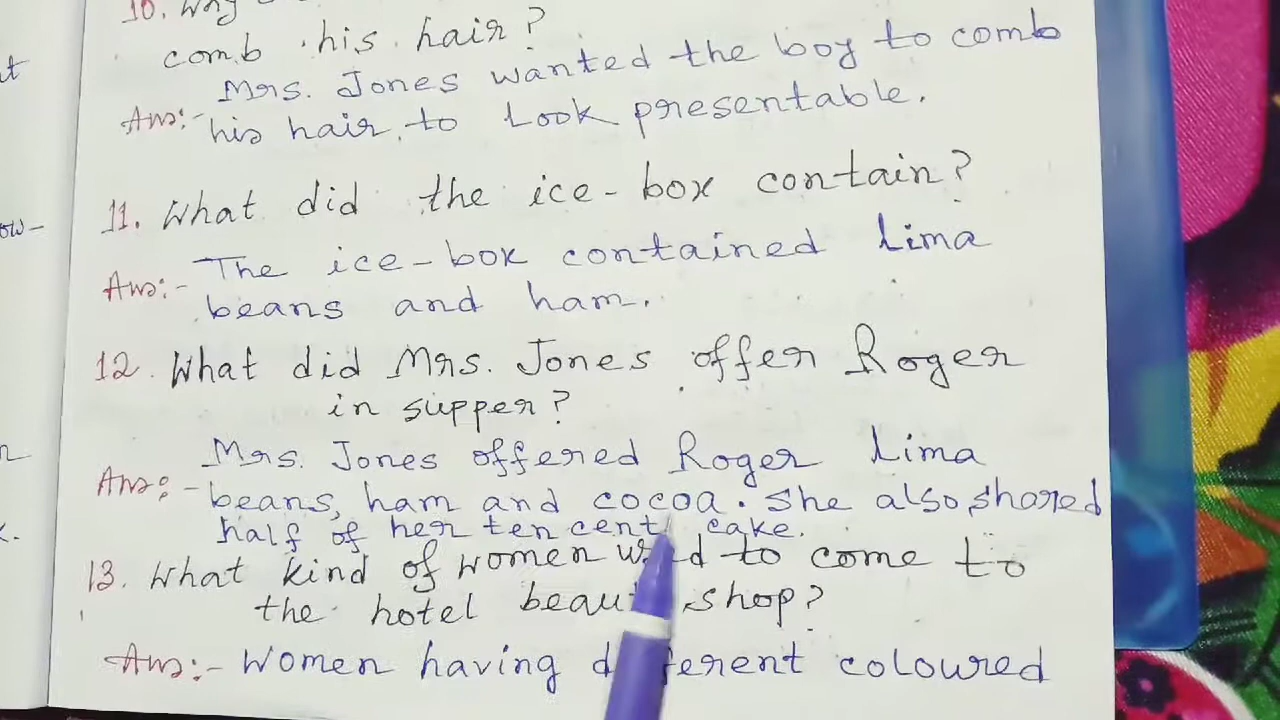 10. Why
comb his hair?
Mrs. Jones wanted the boy to comb
Ans:- his hair, to look presentable.
11. What did the ice-box contain?
Ans:- The ice-box contained lima
beans and ham.
12. What did Mrs. Jones offer Roger
in supper?
Ans:- Mrs. Jones offered Roger lima
beans, ham and cocoa. She also, shared
half of her ten cent cake.
13. What kind of women to come to
the hotel shop?
Ans:- Women having coloured